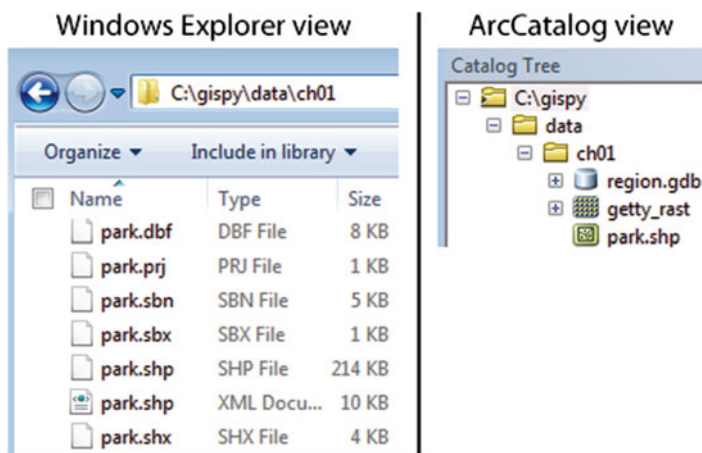 Windows Explorer view
C:\gispy\data\ch01
Organize
Include in library
Name Type Size
park.dbf DBF File 8 KB
park.prj PRJ File 1 KB
park.sbn SBN File 5 KB
park.sbx SBX File 1 KB
park.shp SHP File 214 KB
park.shp XML Docu... 10 KB
park.shx SHX File 4 KB
ArcCatalog view
Catalog Tree
C:\gispy
data
ch01
region.gdb
getty_rast
park.shp